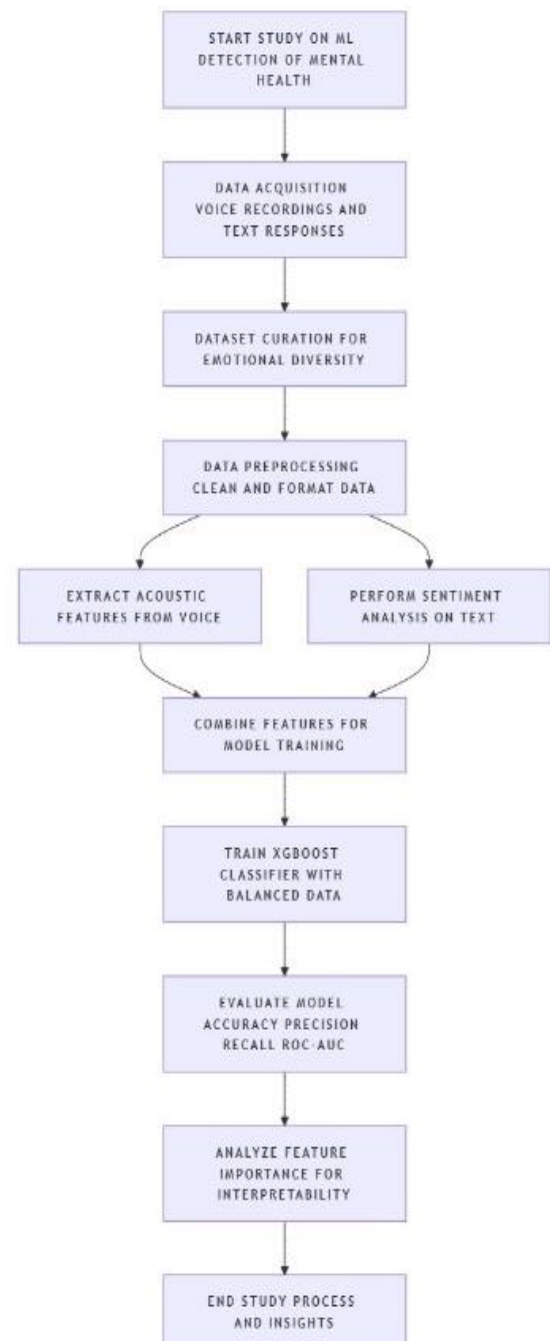 START STUDY ON ML
DETECTION OF MENTAL
HEALTH
DATA ACQUISITION
VOICE RECORDINGS AND
TEXT RESPONSES
DATASET CURATION FOR
EMOTIONAL DIVERSITY
DATA PREPROCESSING
CLEAN AND FORMAT DATA
EXTRACT ACOUSTIC
FEATURES FROM VOICE
PERFORM SENTIMENT
ANALYSIS ON TEXT
COMBINE FEATURES FOR
MODEL TRAINING
TRAIN XGBOOST
CLASSIFIER WITH
BALANCED DATA
EVALUATE MODEL
ACCURACY PRECISION
RECALL ROC-AUC
ANALYZE FEATURE
IMPORTANCE FOR
INTERPRETABILITY
END STUDY PROCESS
AND INSIGHTS